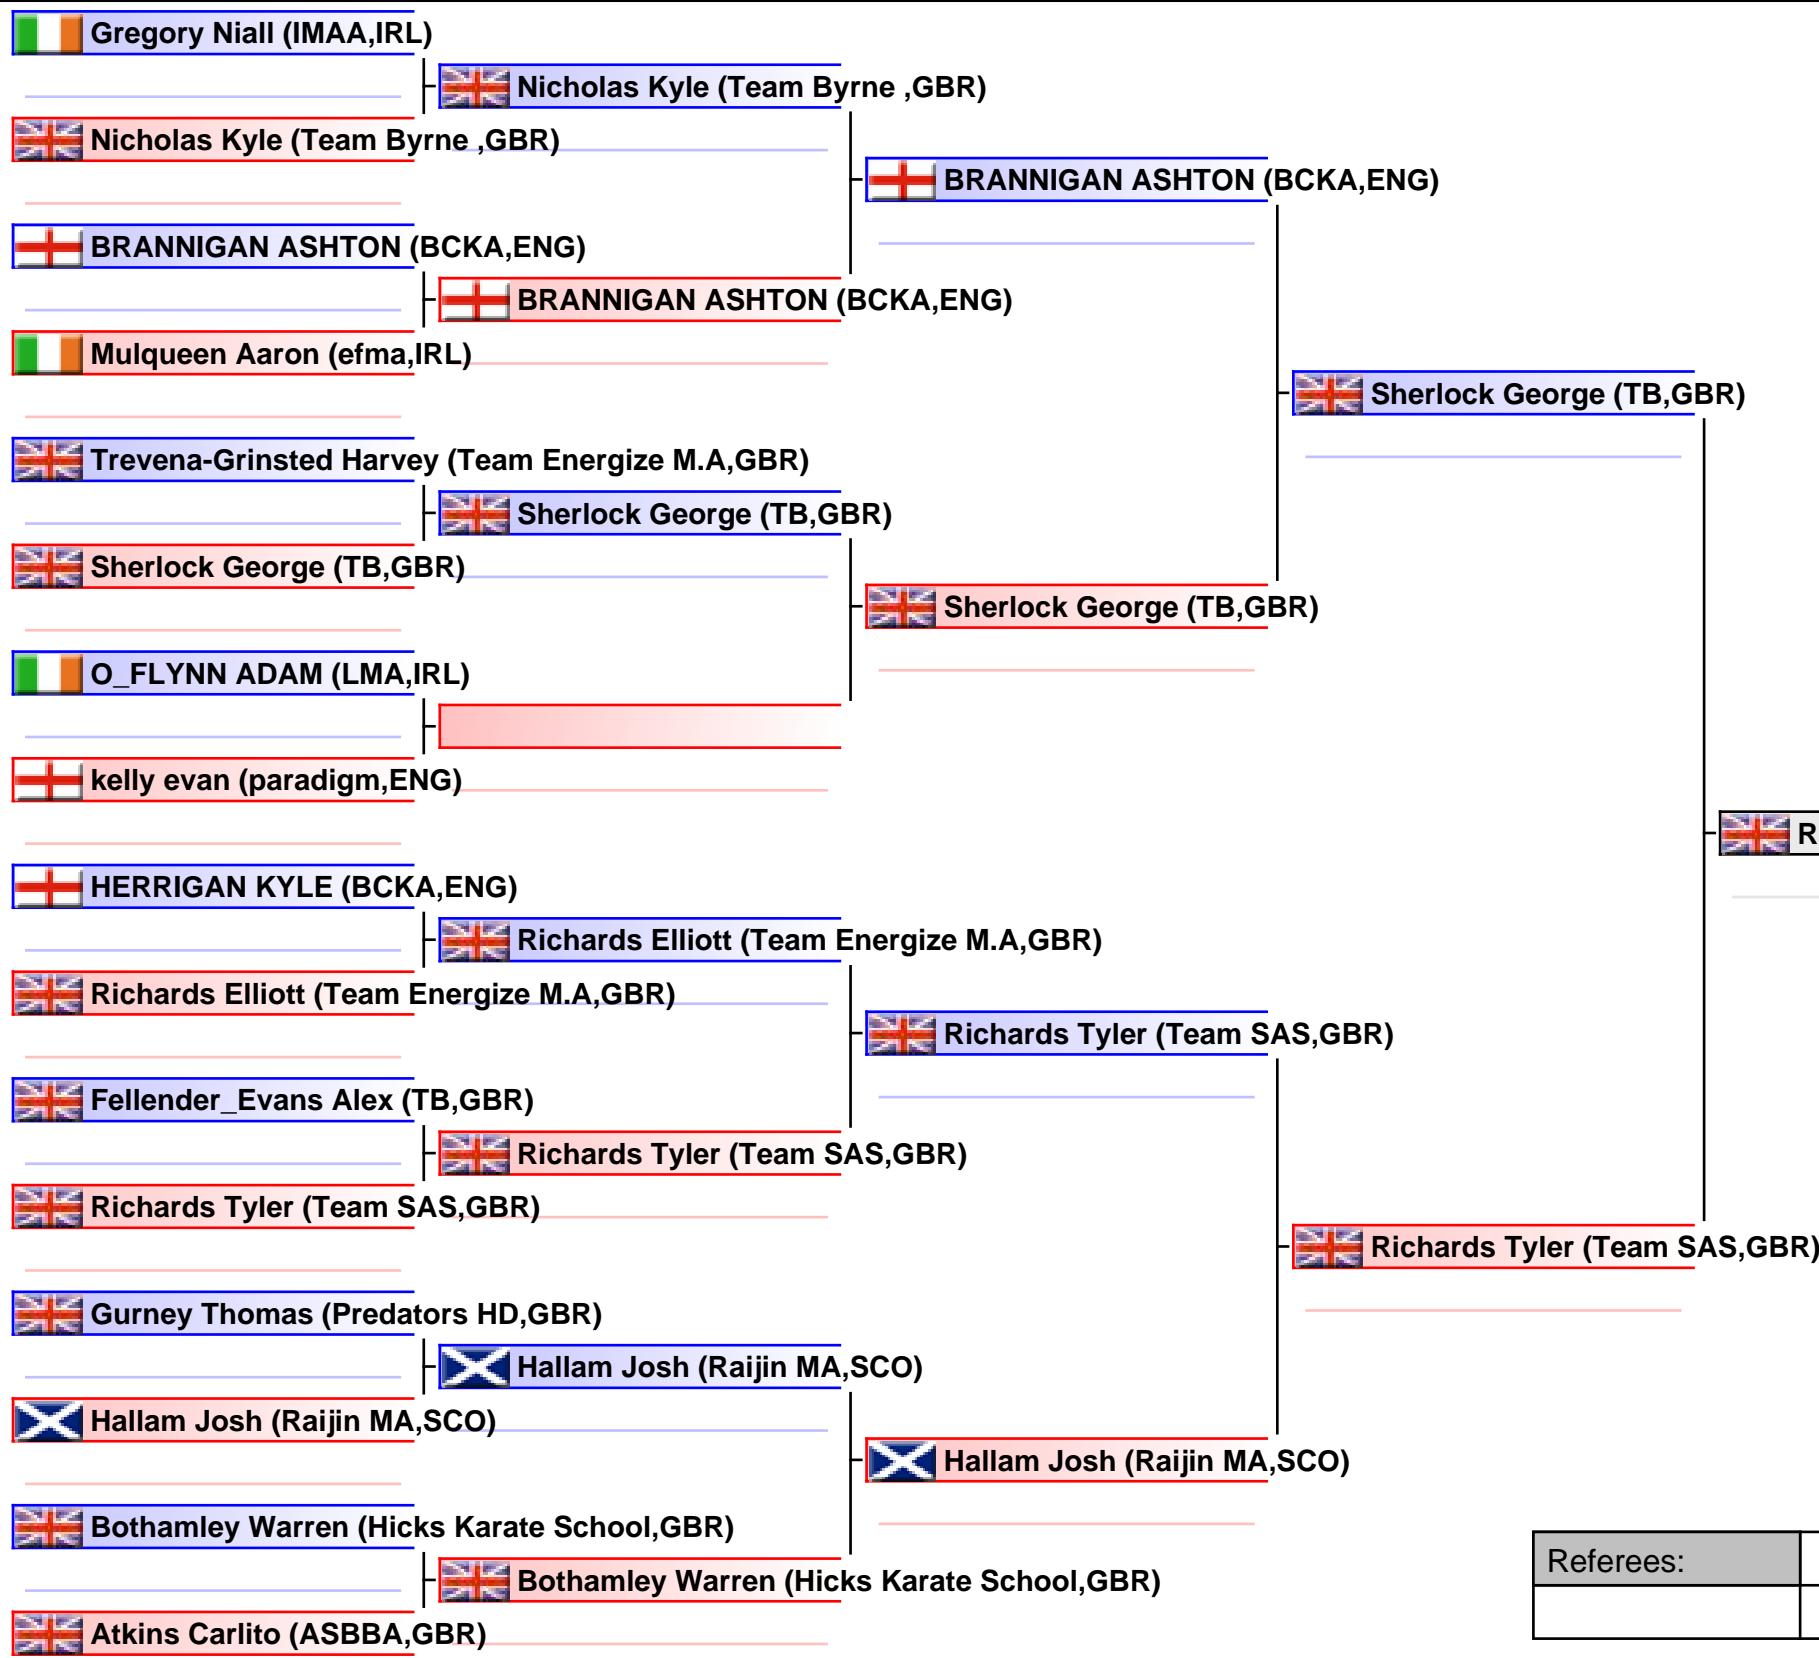 Gregory Niall (IMAA,IRL)
Nicholas Kyle (Team Byrne ,GBR)
Nicholas Kyle (Team Byrne ,GBR)
BRANNIGAN ASHTON (BCKA,ENG)
BRANNIGAN ASHTON (BCKA,ENG)
BRANNIGAN ASHTON (BCKA,ENG)
Mulqueen Aaron (efma,IRL)
Sherlock George (TB,GBR)
Trevena-Grinsted Harvey (Team Energize M.A,GBR)
Sherlock George (TB,GBR)
Sherlock George (TB,GBR)
Sherlock George (TB,GBR)
O_FLYNN ADAM (LMA,IRL)
kelly evan (paradigm,ENG)
R
HERRIGAN KYLE (BCKA,ENG)
Richards Elliott (Team Energize M.A,GBR)
Richards Elliott (Team Energize M.A,GBR)
Richards Tyler (Team SAS,GBR)
Fellender_Evans Alex (TB,GBR)
Richards Tyler (Team SAS,GBR)
Richards Tyler (Team SAS,GBR)
Richards Tyler (Team SAS,GBR)
Gurney Thomas (Predators HD,GBR)
Hallam Josh (Raijin MA,SCO)
Hallam Josh (Raijin MA,SCO)
Hallam Josh (Raijin MA,SCO)
Bothamley Warren (Hicks Karate School,GBR)
Referees:
Bothamley Warren (Hicks Karate School,GBR)
Atkins Carlito (ASBBA,GBR)